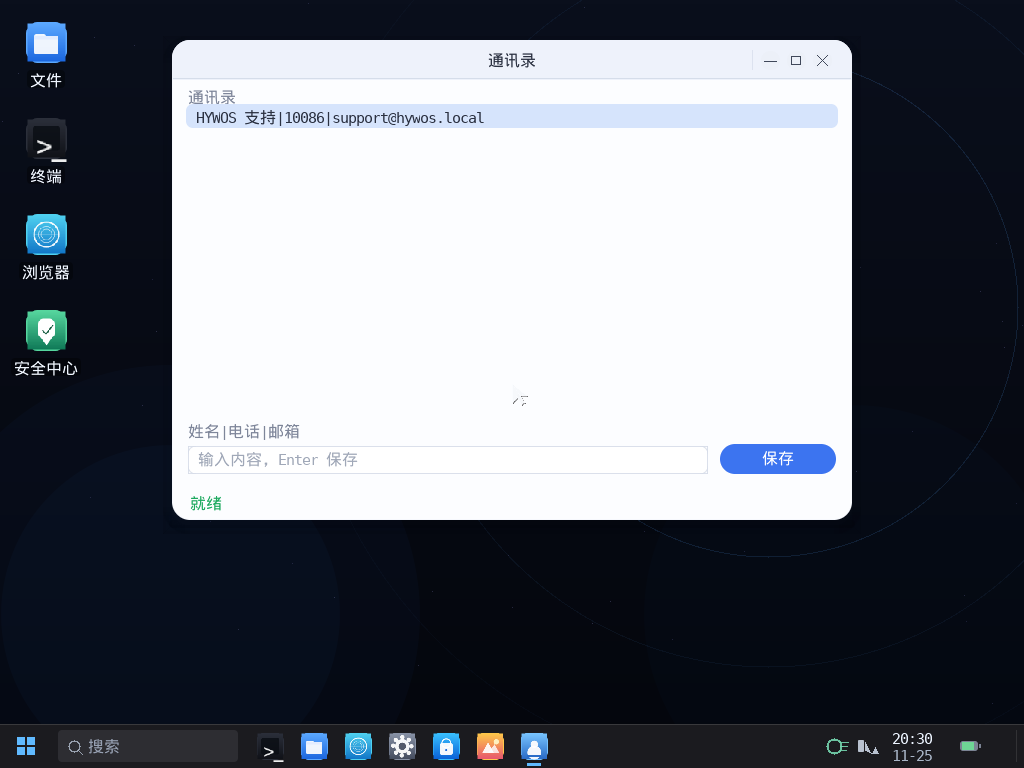 文件
终端
浏览器
安全中心
通讯录
通讯录
HYWOS 支持|10086|support@hywos.local
姓名|电话|邮箱
输入内容, Enter 保存
保存
就绪
搜索
20:30
11-25